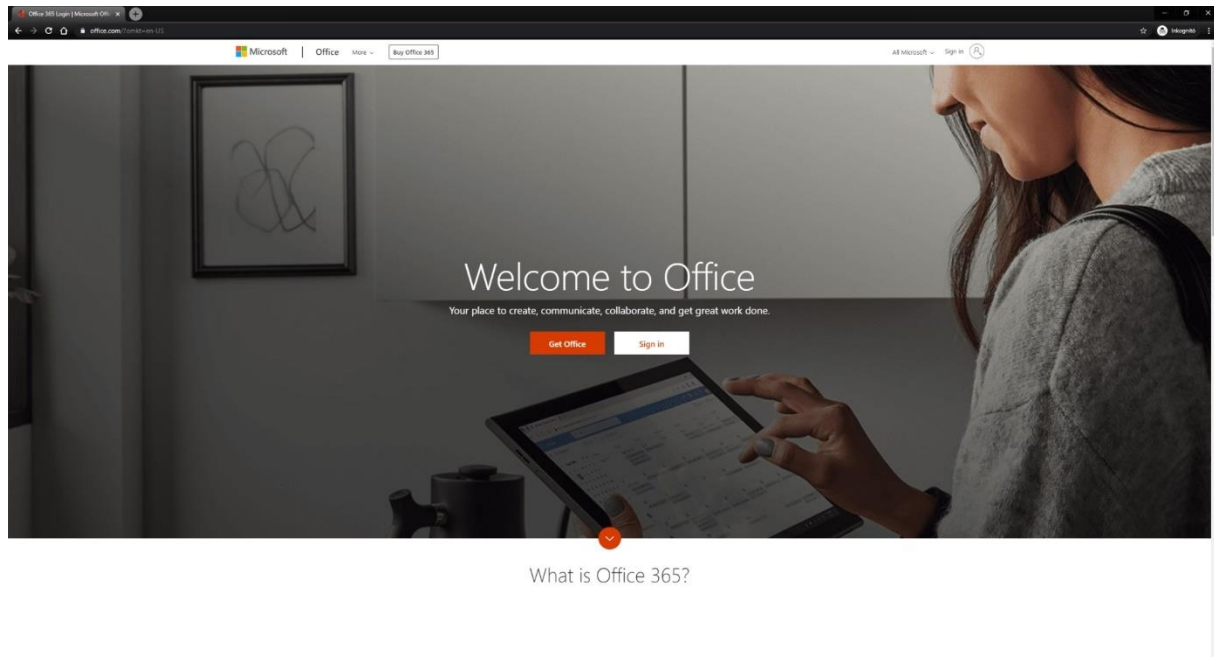 Office 365 Login | Microsoft Offi
office.com/?omkt=en-US
Inkognitó
Microsoft Office More Buy Office 365 All Microsoft Sign in
Welcome to Office
Your place to create, communicate, collaborate, and get great work done.
Get Office Sign in
What is Office 365?